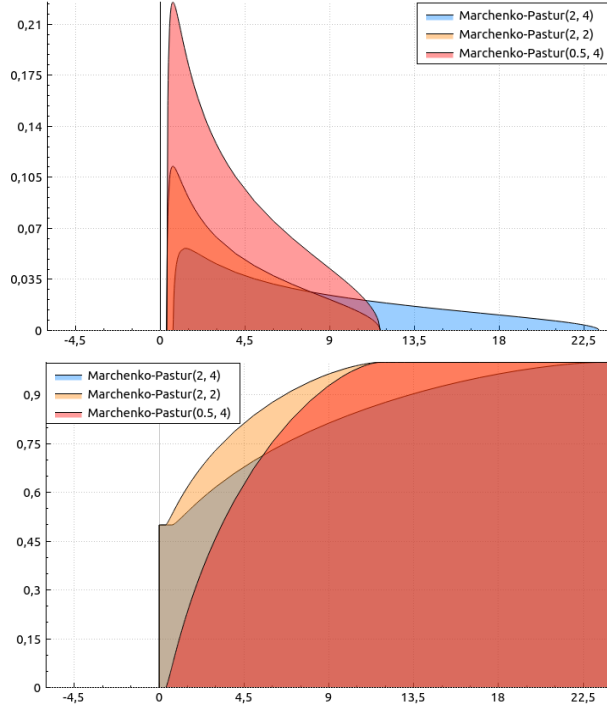 0,21
0,175
0,14
0,105
0,07
0,035
0
-4,5 0 4,5 9 13,5 18 22,5
Marchenko-Pastur(2, 4)
Marchenko-Pastur(2, 2)
Marchenko-Pastur(0.5, 4)
Marchenko-Pastur(2, 4)
Marchenko-Pastur(2, 2)
Marchenko-Pastur(0.5, 4)
0,9
0,75
0,6
0,45
0,3
0,15
0
-4,5 0 4,5 9 13,5 18 22,5